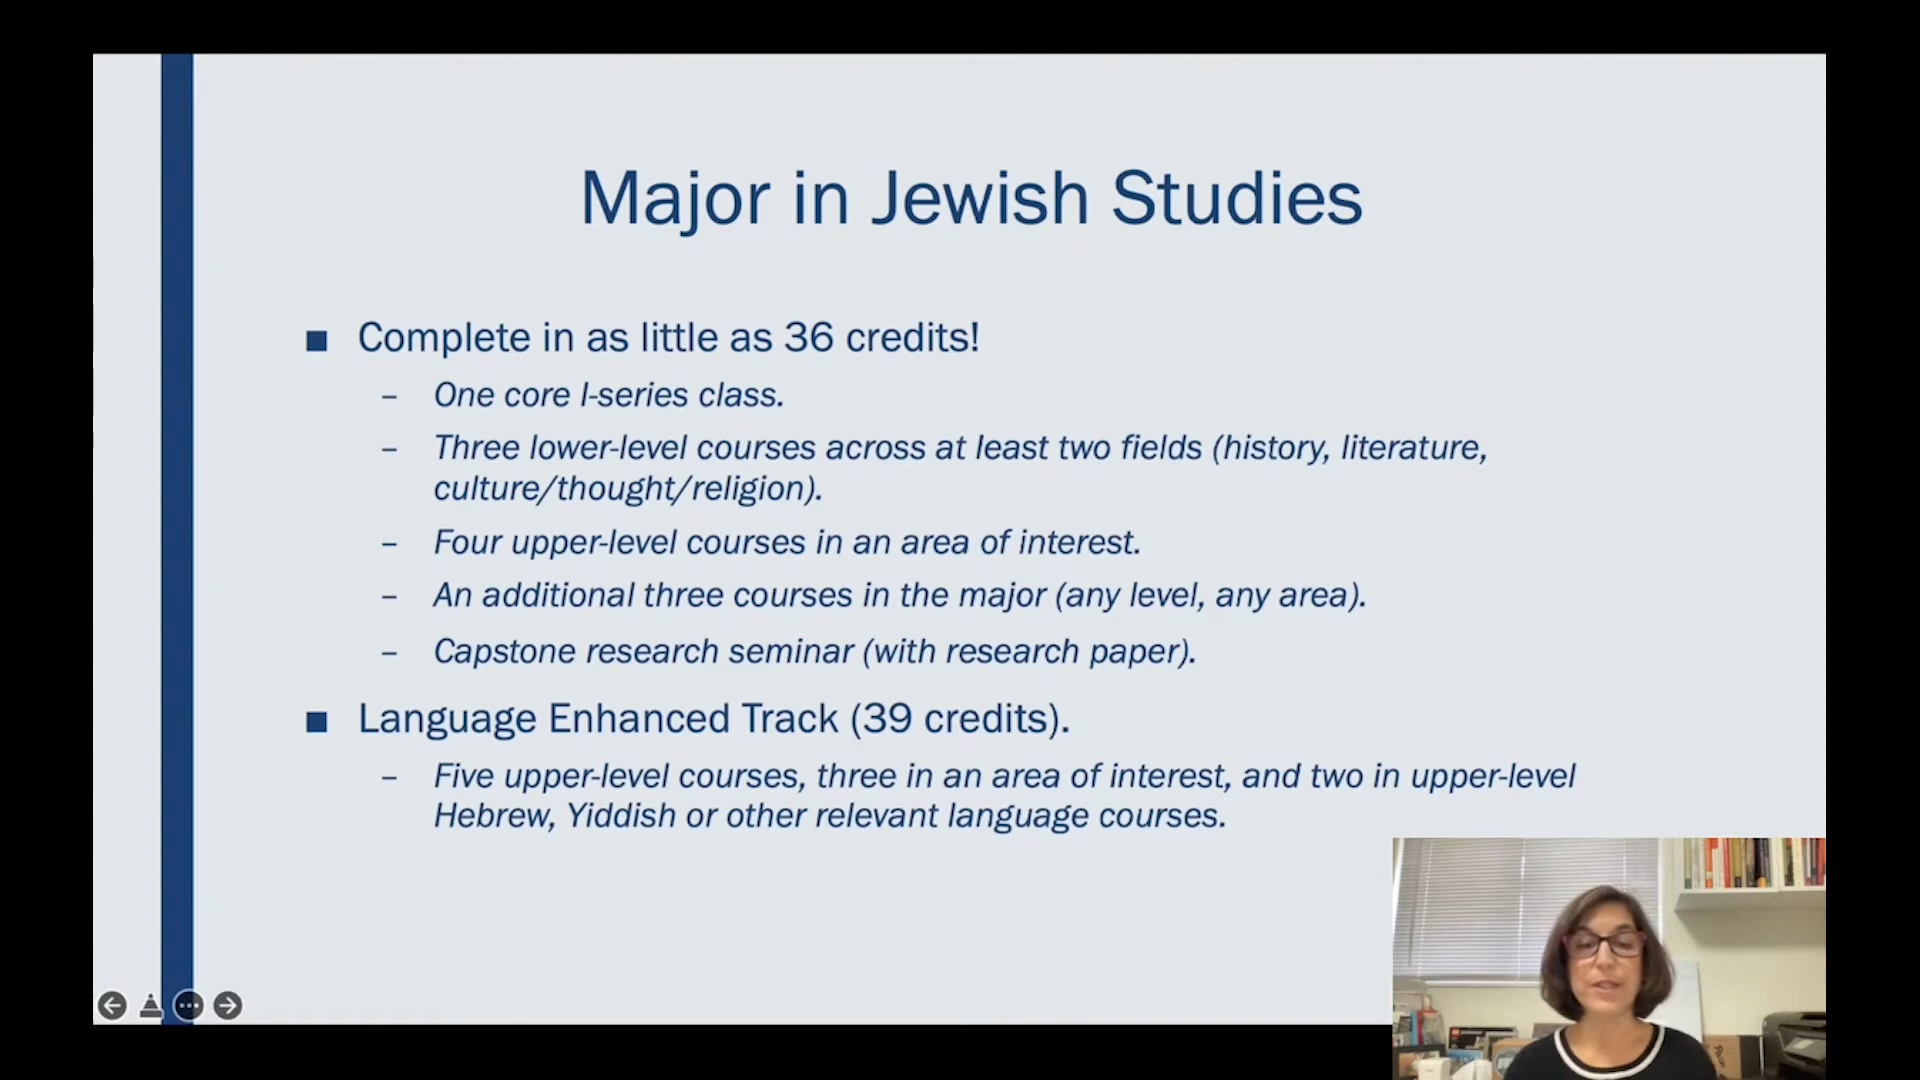 Major in Jewish Studies
Complete in as little as 36 credits!
– One core I-series class.
– Three lower-level courses across at least two fields (history, literature,
culture/thought/religion).
– Four upper-level courses in an area of interest.
– An additional three courses in the major (any level, any area).
– Capstone research seminar (with research paper).
Language Enhanced Track (39 credits).
– Five upper-level courses, three in an area of interest, and two in upper-level
Hebrew, Yiddish or other relevant language courses.